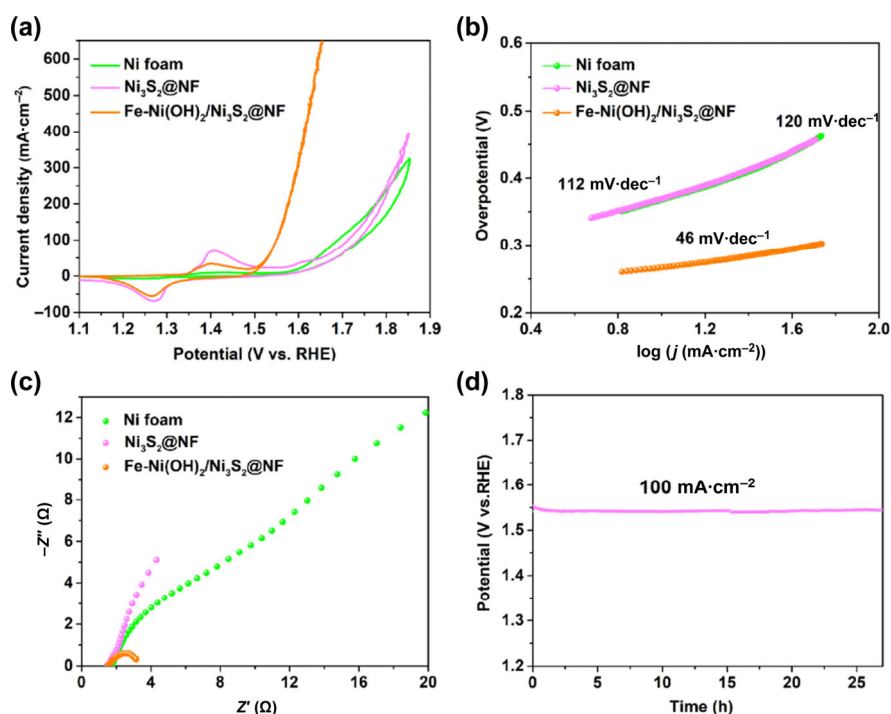 (a)
600
500
400
300
200
100
0
−100
Current density (mA·cm⁻²)
Ni foam
Ni₃S₂@NF
Fe-Ni(OH)₂/Ni₃S₂@NF
1.1 1.2 1.3 1.4 1.5 1.6 1.7 1.8 1.9
Potential (V vs. RHE)
(b)
0.6
0.5
0.4
0.3
0.2
Overpotential (V)
Ni foam
Ni₃S₂@NF
Fe-Ni(OH)₂/Ni₃S₂@NF
120 mV·dec⁻¹
112 mV·dec⁻¹
46 mV·dec⁻¹
0.4 0.8 1.2 1.6 2.0
log (j (mA·cm⁻²))
(c)
12
10
8
6
4
2
0
−Z″ (Ω)
Ni foam
Ni₃S₂@NF
Fe-Ni(OH)₂/Ni₃S₂@NF
0 4 8 12 16 20
Z′ (Ω)
(d)
1.8
1.7
1.6
1.5
1.4
1.3
1.2
Potential (V vs.RHE)
100 mA·cm⁻²
0 5 10 15 20 25
Time (h)